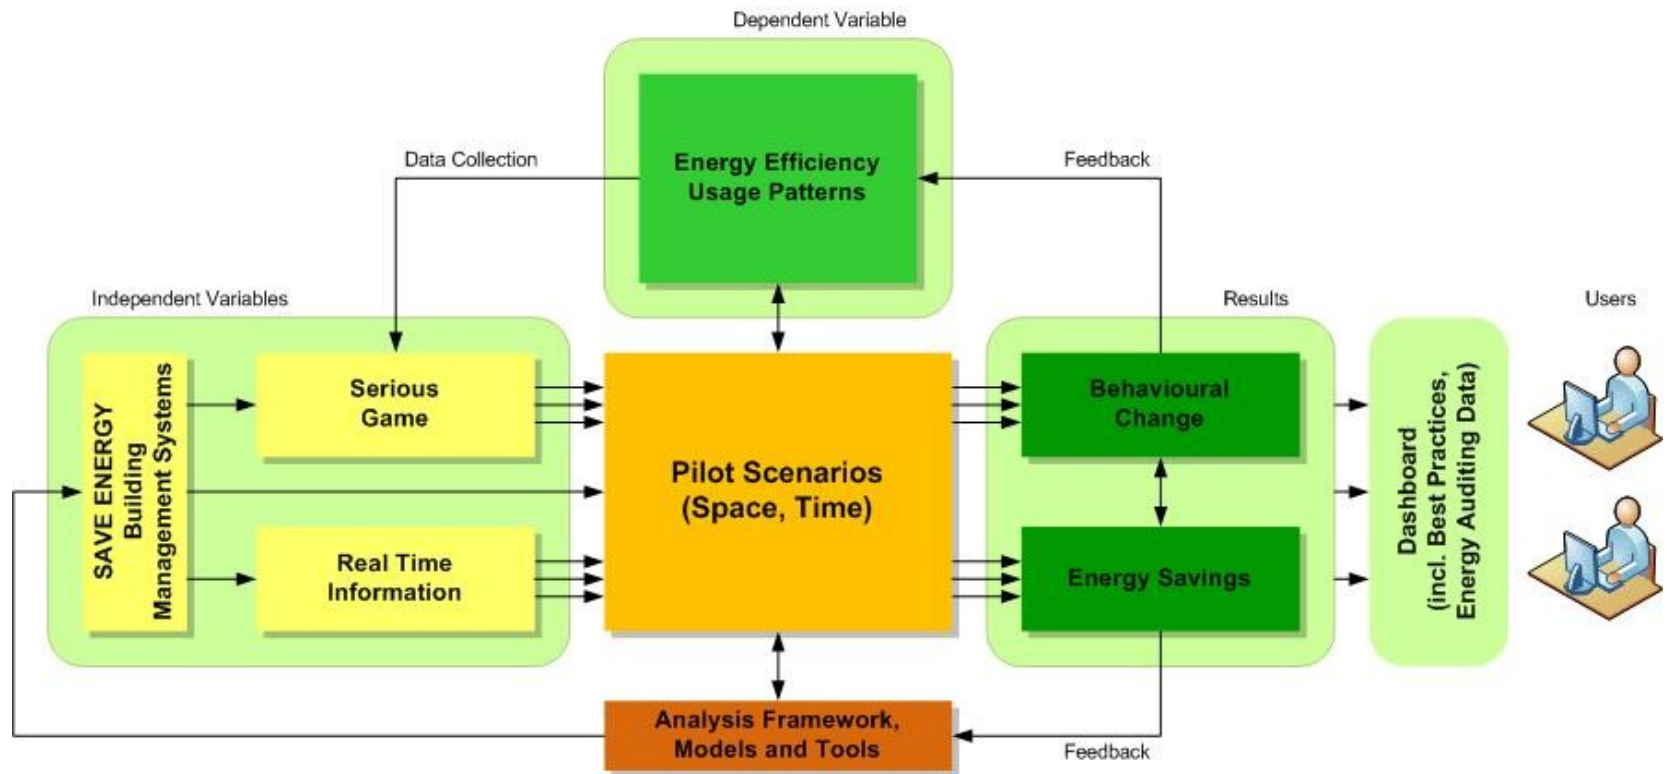 Dependent Variable
Energy Efficiency
Usage Patterns
Data Collection
Feedback
Independent Variables
Results
Users
SAVE ENERGY
Building
Management Systems
Serious
Game
Real Time
Information
Pilot Scenarios
(Space, Time)
Behavioural
Change
Energy Savings
Dashboard
(incl. Best Practices,
Energy Auditing Data)
Analysis Framework,
Models and Tools
Feedback